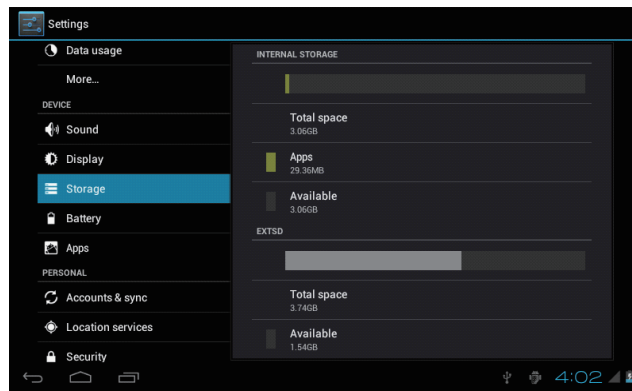 Settings
Data usage
More...
DEVICE
Sound
Display
Storage
Battery
Apps
PERSONAL
Accounts & sync
Location services
Security
INTERNAL STORAGE
Total space
3.06GB
Apps
29.36MB
Available
3.06GB
EXTSD
Total space
3.74GB
Available
1.54GB
4:02